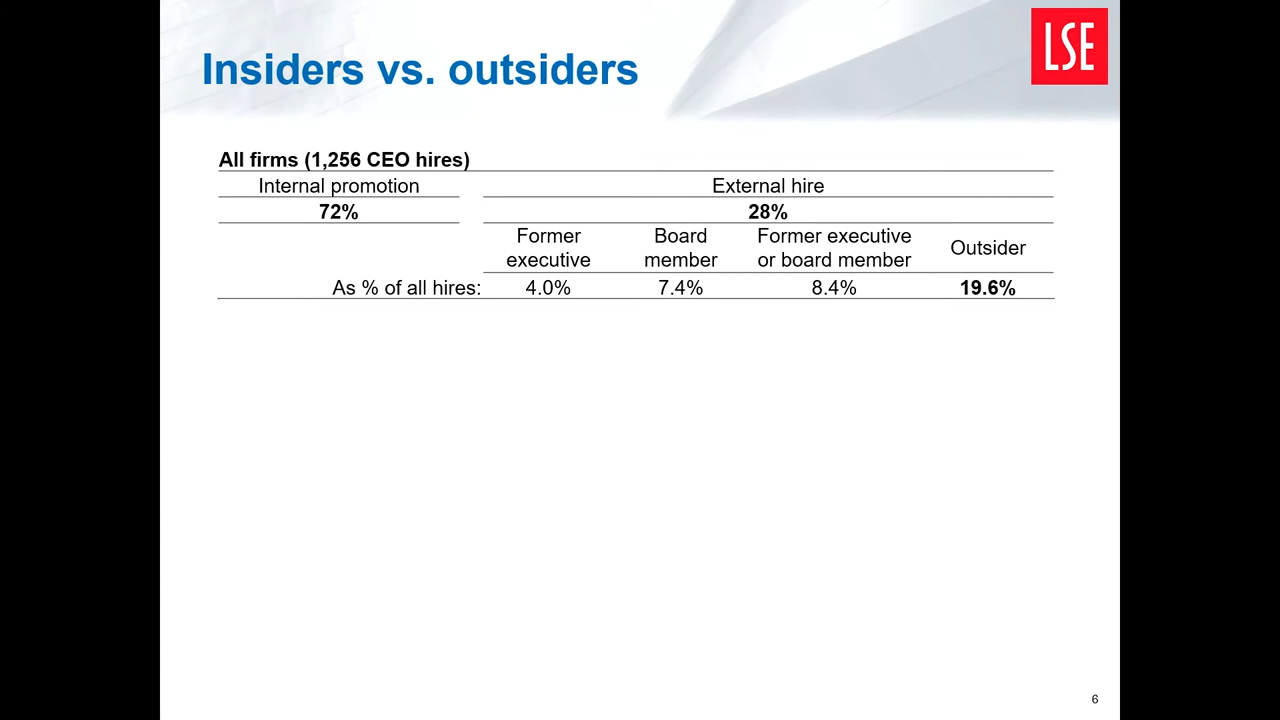 LSE
Insiders vs. outsiders
All firms (1,256 CEO hires)
Internal promotion External hire
72% 28%
Former executive Board member Former executive or board member Outsider
As % of all hires: 4.0% 7.4% 8.4% 19.6%
6